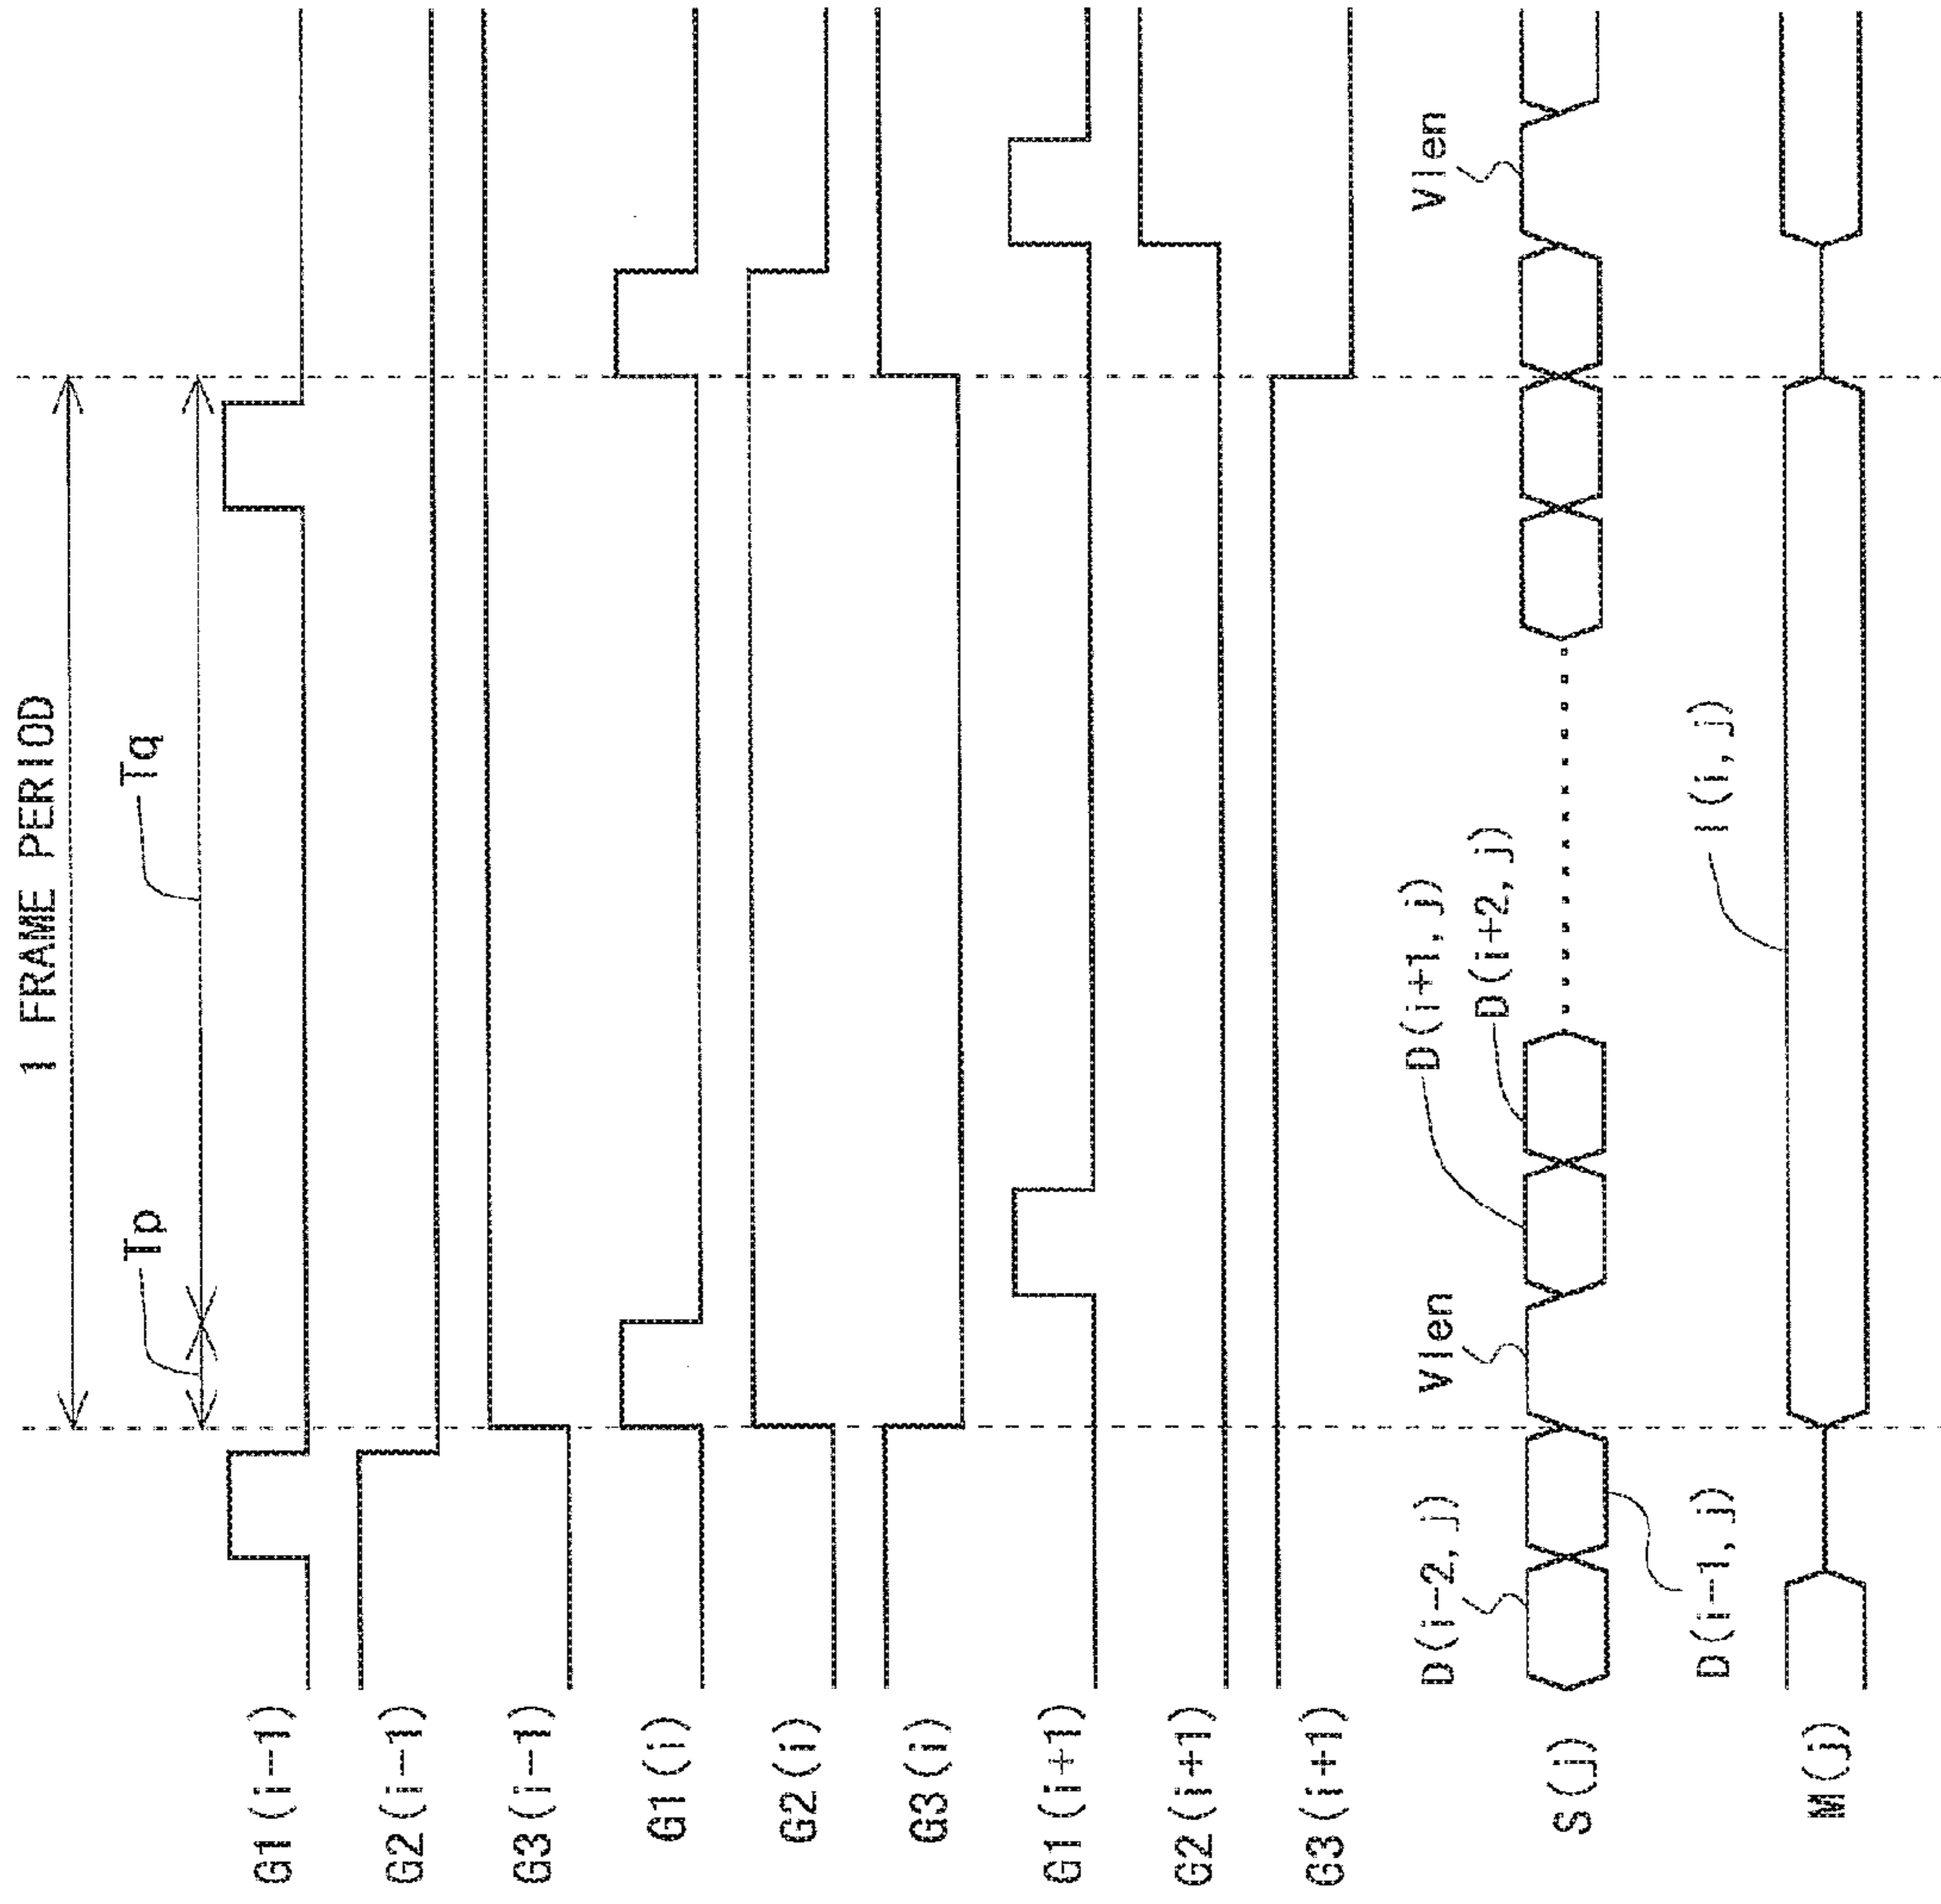 1 FRAME PERIOD
Tp
Tq
G1(i-1)
G2(i-1)
G3(i-1)
G1(i)
G2(i)
G3(i)
G1(i+1)
G2(i+1)
G3(i+1)
D(i-2, j)
Vlen
D(i+1, j)
Vlen
D(i+2, j)
S(j)
D(i-1, j)
I(i, j)
M(j)